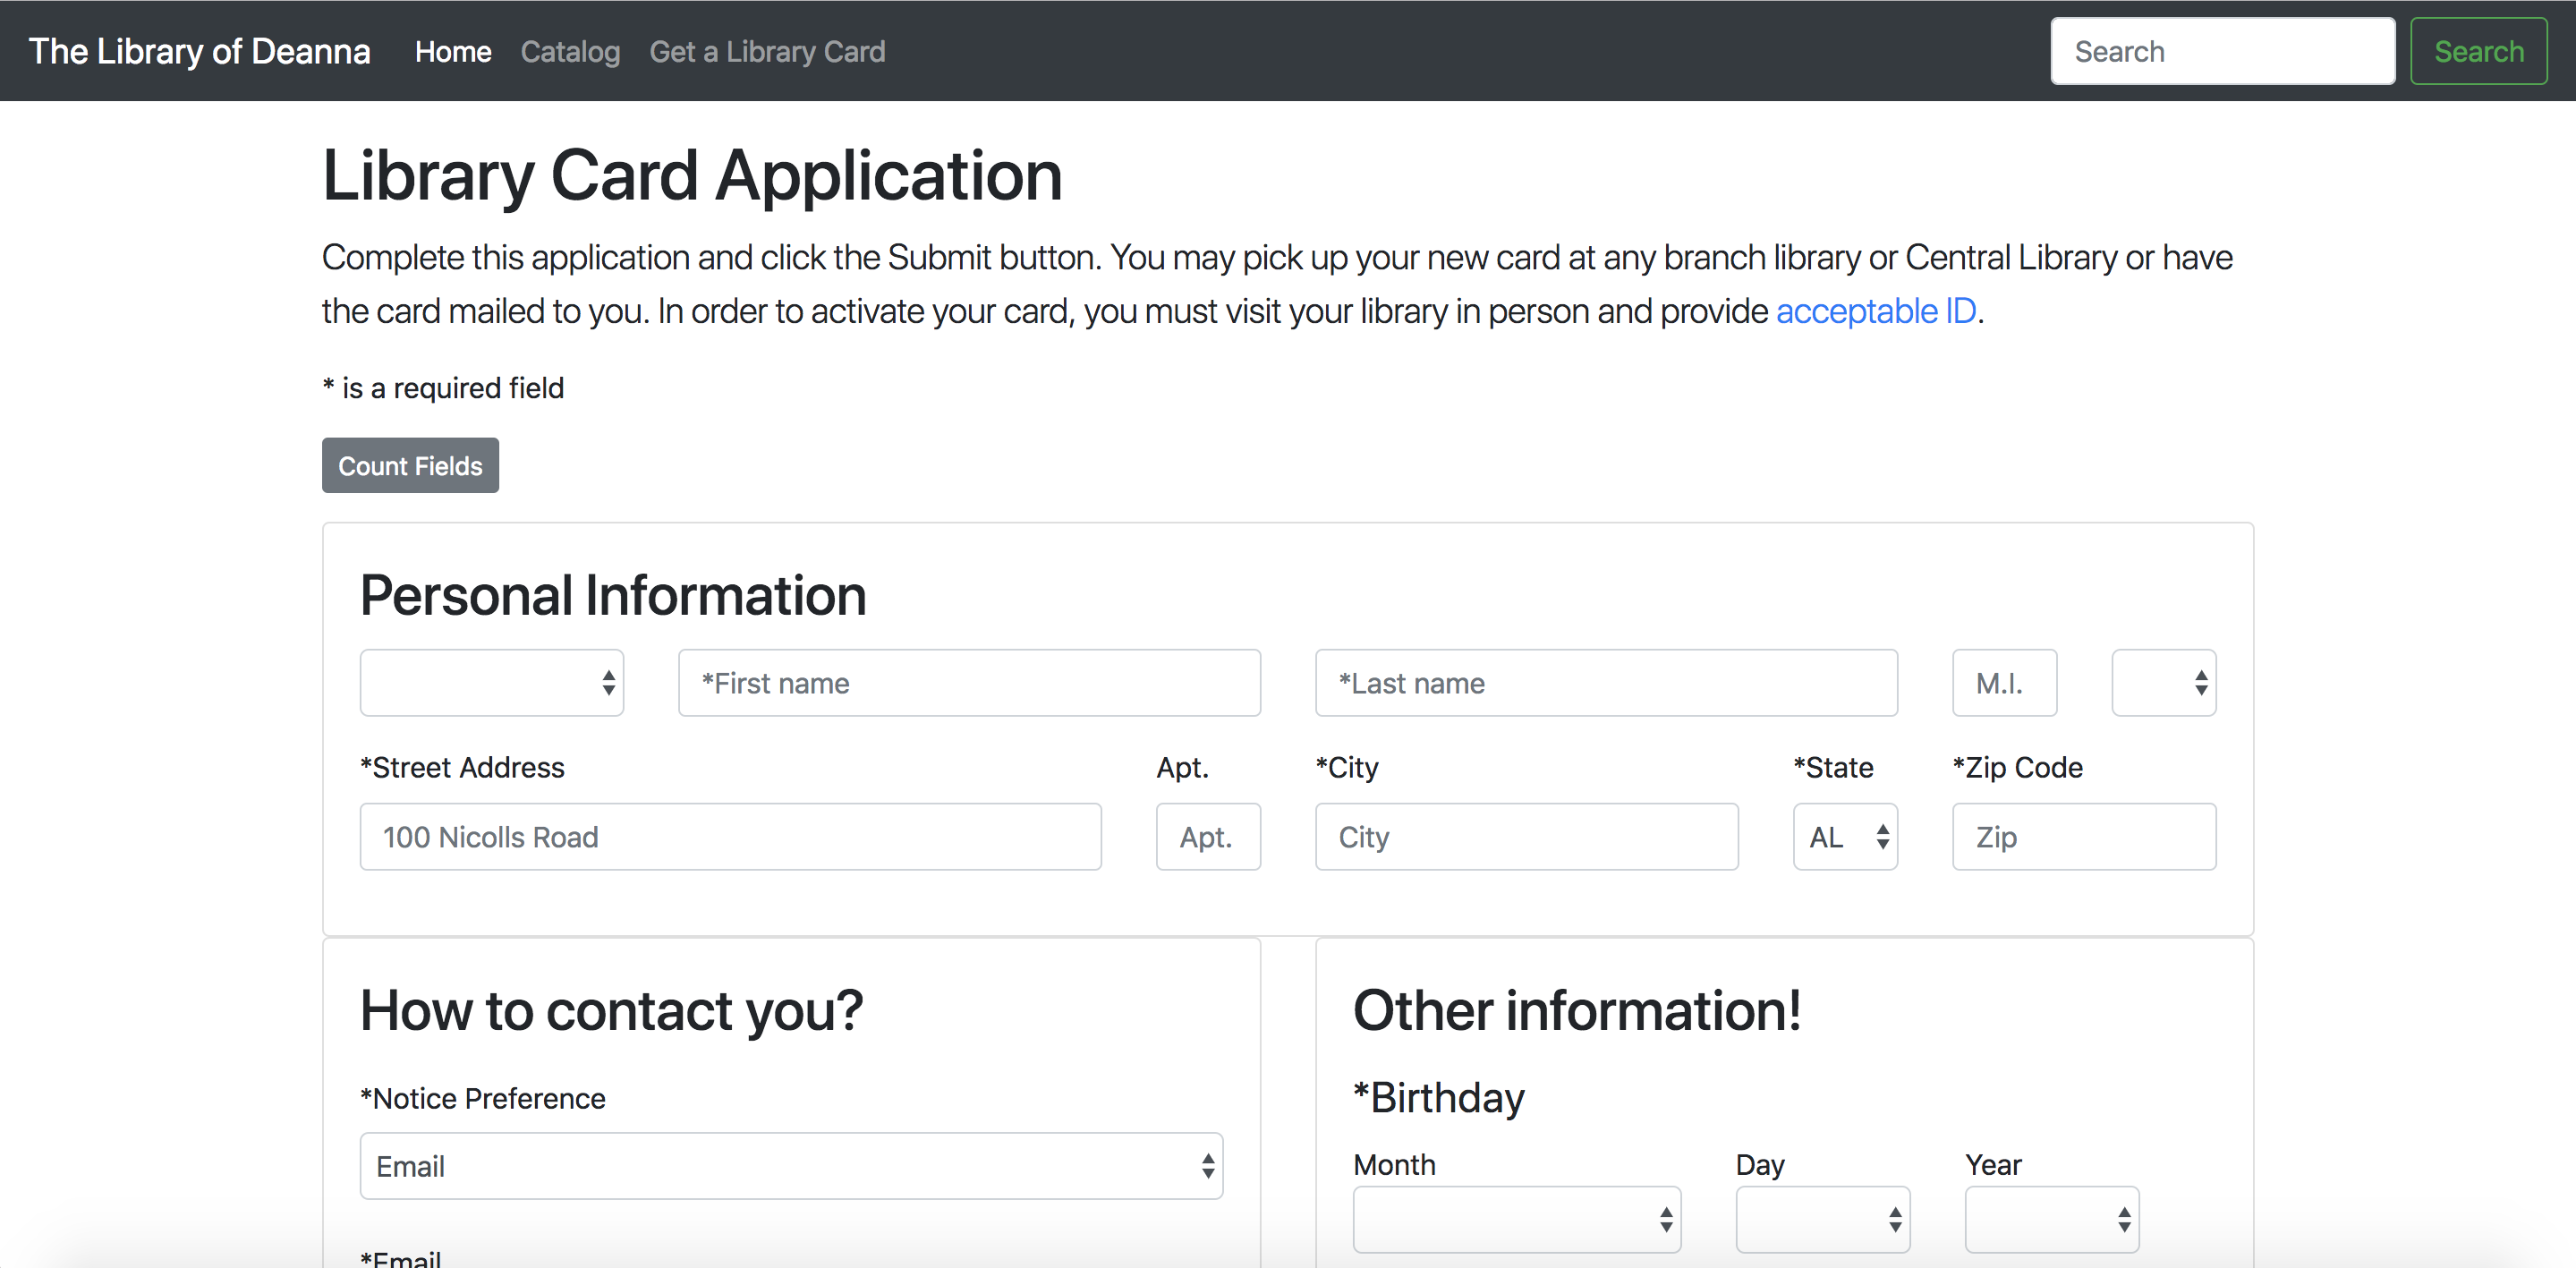 The Library of Deanna Home Catalog Get a Library Card Search Search
Library Card Application
Complete this application and click the Submit button. You may pick up your new card at any branch library or Central Library or have
the card mailed to you. In order to activate your card, you must visit your library in person and provide acceptable ID.
* is a required field
Count Fields
Personal Information
*First name *Last name M.I.
*Street Address Apt. *City *State *Zip Code
100 Nicolls Road Apt. City AL Zip
How to contact you?
*Notice Preference
Email
*Email
Other information!
*Birthday
Month Day Year